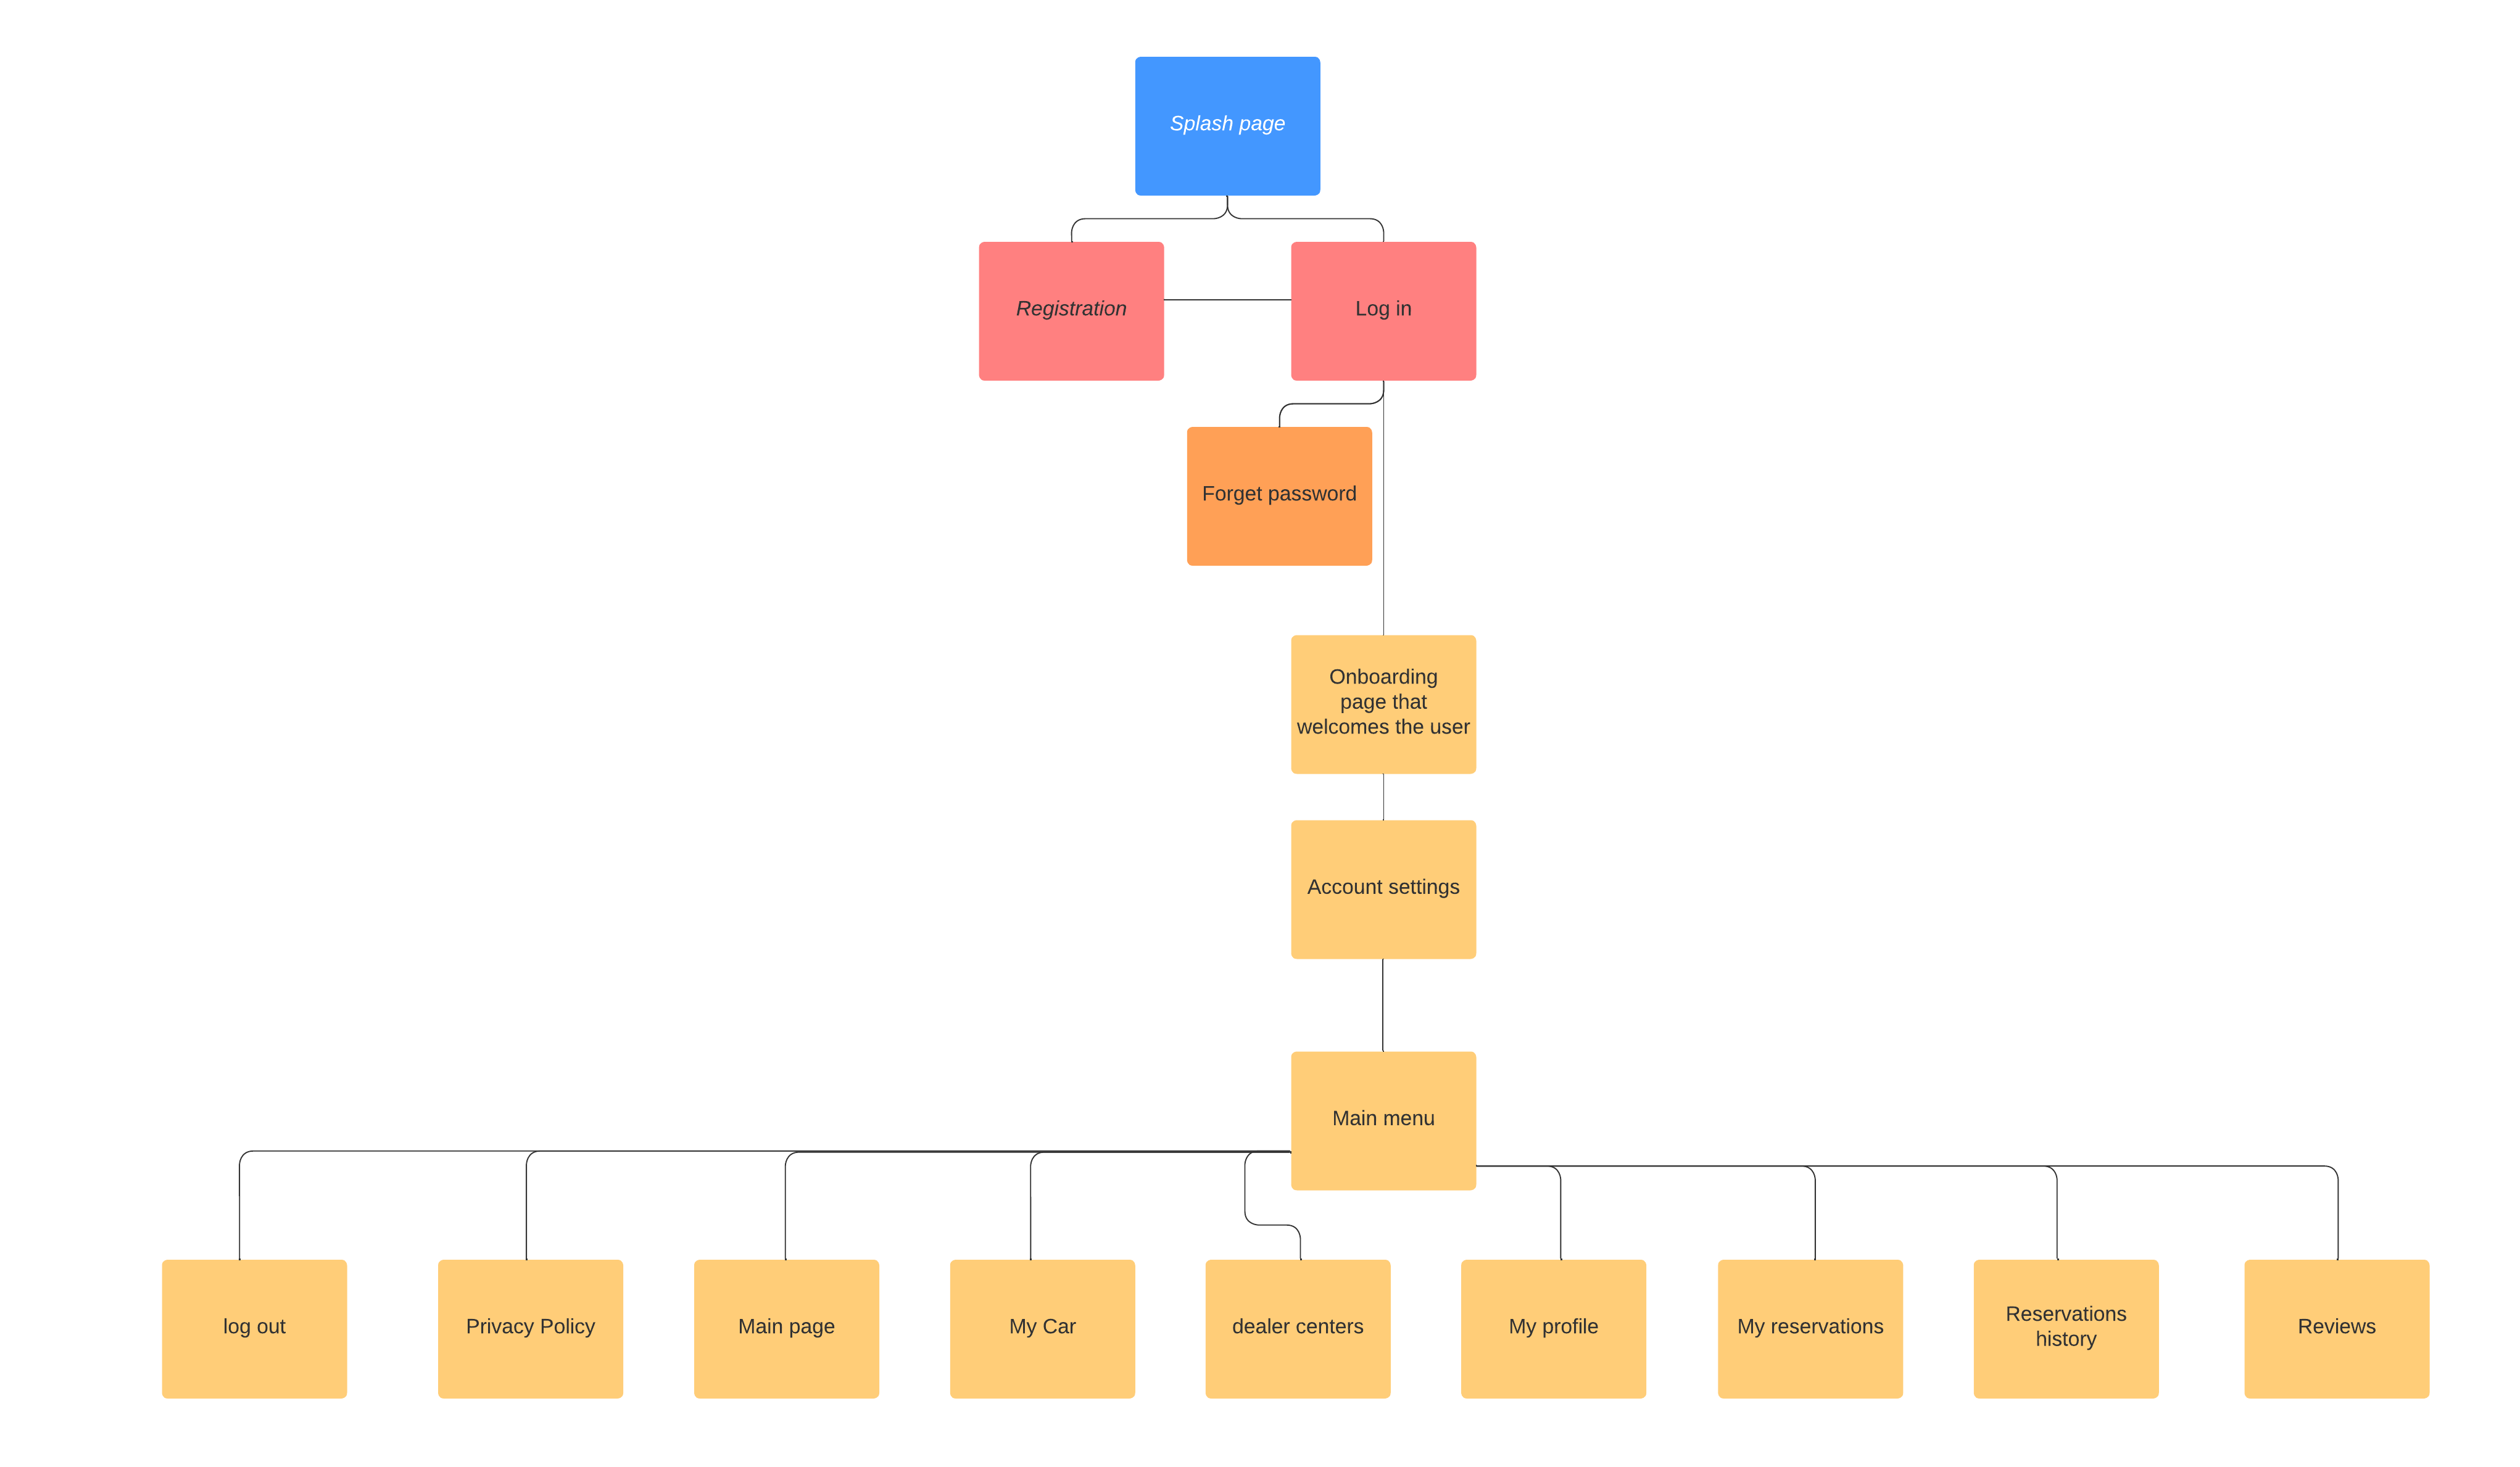 Splash page
Registration
Log in
Forget password
Onboarding
page that
welcomes the user
Account settings
Main menu
log out
Privacy Policy
Main page
My Car
dealer centers
My profile
My reservations
Reservations
history
Reviews